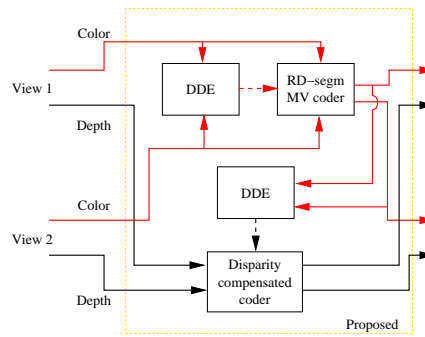 Color
View 1
DDE
RD−segm
MV coder
Depth
Color
DDE
View 2
Disparity
compensated
coder
Depth
Proposed